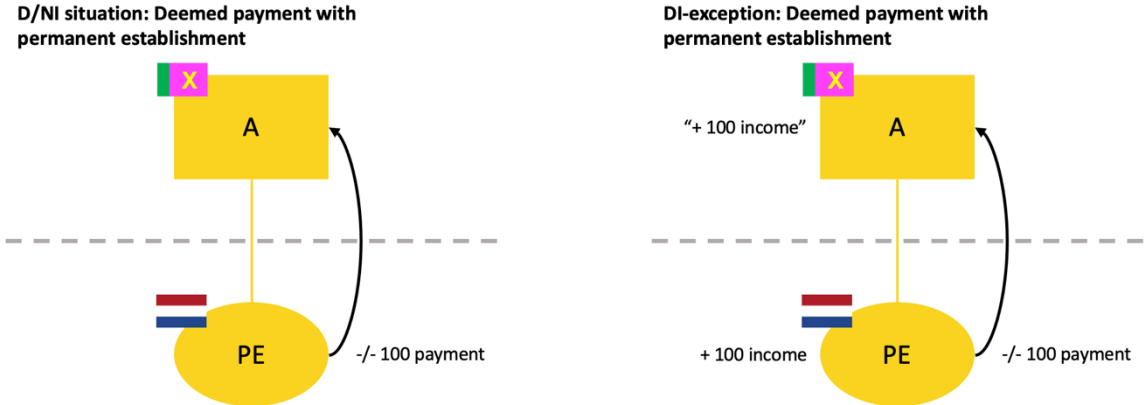 D/NI situation: Deemed payment with
permanent establishment
X
A
PE
-/- 100 payment
DI-exception: Deemed payment with
permanent establishment
X
“+ 100 income”
A
+ 100 income
PE
-/- 100 payment